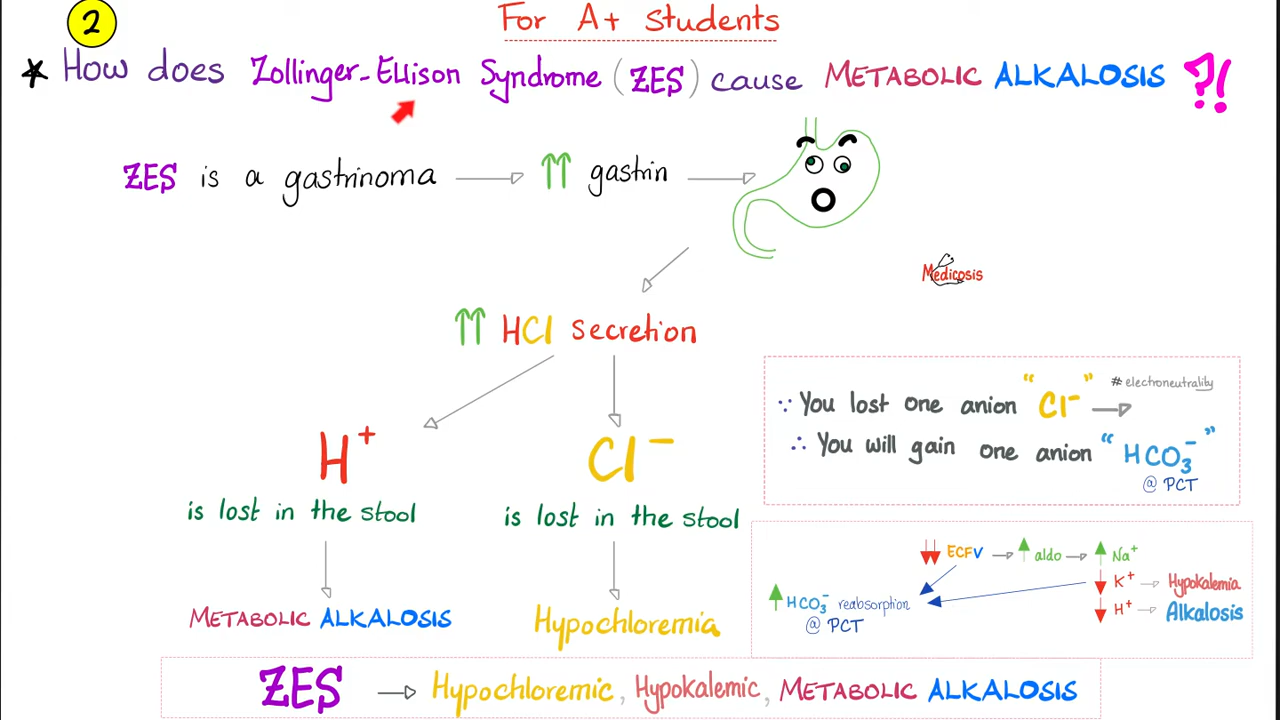 2
For A+ Students
* How does Zollinger-Ellison Syndrome (ZES) cause METABOLIC ALKALOSIS ?!
ZES is a gastrinoma → ↑↑ gastrin →
Medicosis
↑↑ HCl secretion
H+
is lost in the stool
METABOLIC ALKALOSIS
Cl−
is lost in the stool
Hypochloremia
# electroneutrality
∵ You lost one anion “Cl−” →
∴ You will gain one anion “HCO3−”
@ PCT
↓↓ ECFV → ↑ aldo → ↑ Na+
↓ K+ → Hypokalemia
↓ H+ → Alkalosis
↑ HCO3− reabsorption
@ PCT
ZES → Hypochloremic, Hypokalemic, METABOLIC ALKALOSIS